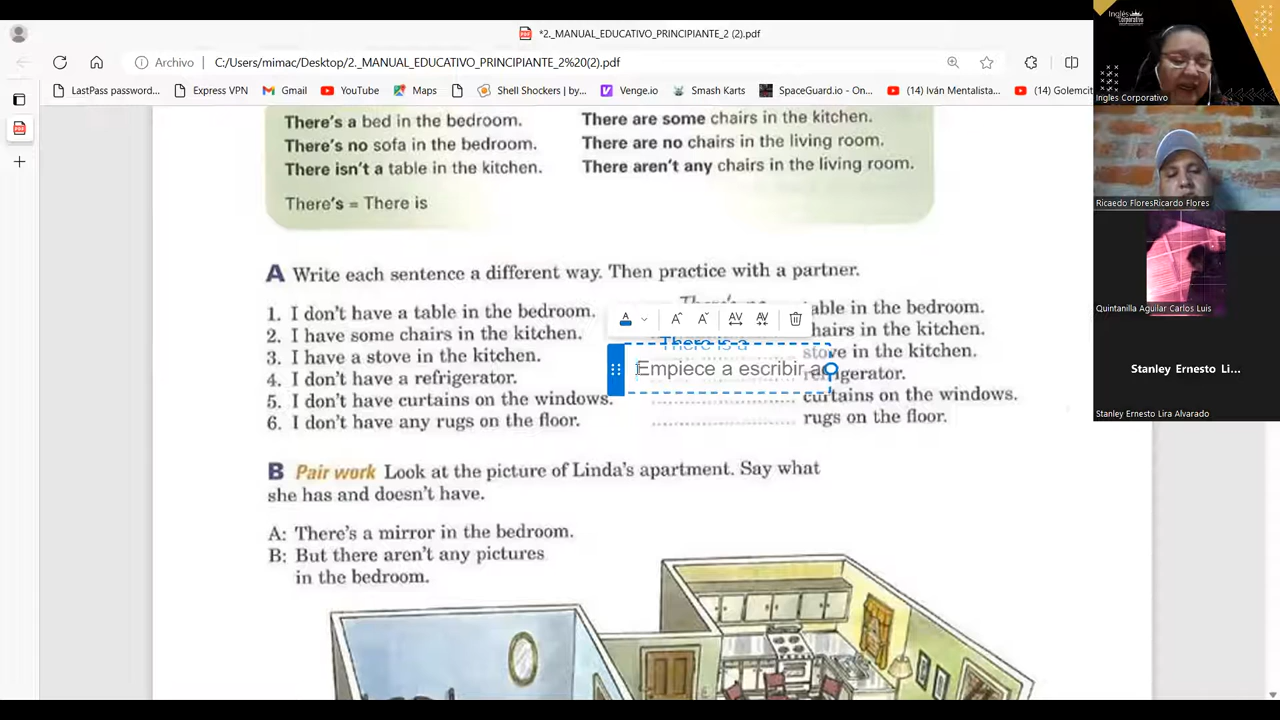 *2._MANUAL_EDUCATIVO_PRINCIPIANTE_2 (2).pdf
Archivo C:/Users/mimac/Desktop/2._MANUAL_EDUCATIVO_PRINCIPIANTE_2%20(2).pdf
LastPass password... Express VPN Gmail YouTube Maps Shell Shockers | by... Venge.io Smash Karts SpaceGuard.io - On... (14) Iván Mentalista... (14) Golemcit
There's a bed in the bedroom. There are some chairs in the kitchen.
There's no sofa in the bedroom. There are no chairs in the living room.
There isn't a table in the kitchen. There aren't any chairs in the living room.
There's = There is
A Write each sentence a different way. Then practice with a partner.
1. I don't have a table in the bedroom. There's no table in the bedroom.
2. I have some chairs in the kitchen. chairs in the kitchen.
3. I have a stove in the kitchen. There is a stove in the kitchen.
4. I don't have a refrigerator. Empiece a escribir refrigerator.
5. I don't have curtains on the windows. curtains on the windows.
6. I don't have any rugs on the floor. rugs on the floor.
B Pair work Look at the picture of Linda's apartment. Say what
she has and doesn't have.
A: There's a mirror in the bedroom.
B: But there aren't any pictures
in the bedroom.
Inglés
Corporativo
Ingles Corporativo
Ricaedo FloresRicardo Flores
Quintanilla Aguilar Carlos Luis
Stanley Ernesto Li...
Stanley Ernesto Lira Alvarado